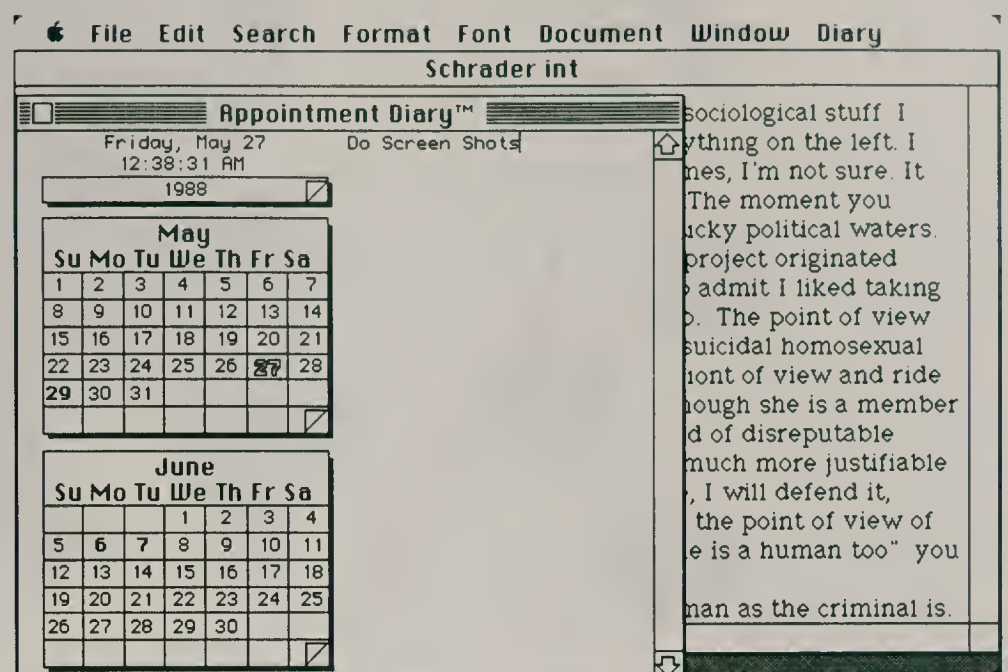 File Edit Search Format Font Document Window Diary
Schrader int
Appointment Diary™
Friday, May 27
12:38:31 AM
1988
May
Su Mo Tu We Th Fr Sa
1 2 3 4 5 6 7
8 9 10 11 12 13 14
15 16 17 18 19 20 21
22 23 24 25 26 27 28
29 30 31
June
Su Mo Tu We Th Fr Sa
1 2 3 4
5 6 7 8 9 10 11
12 13 14 15 16 17 18
19 20 21 22 23 24 25
26 27 28 29 30
Do Screen Shots
sociological stuff I
ything on the left. I
mes, I'm not sure. It
The moment you
ucky political waters.
project originated
admit I liked taking
o. The point of view
suicidal homosexual
iont of view and ride
hough she is a member
d of disreputable
much more justifiable
, I will defend it,
the point of view of
e is a human too" you
man as the criminal is.